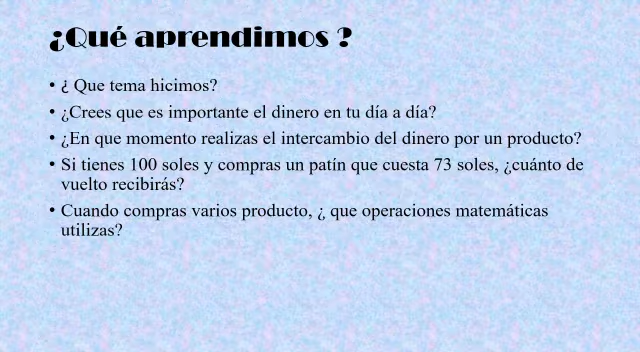 ¿Qué aprendimos ?
• ¿ Que tema hicimos?
• ¿Crees que es importante el dinero en tu día a día?
• ¿En que momento realizas el intercambio del dinero por un producto?
• Si tienes 100 soles y compras un patín que cuesta 73 soles, ¿cuánto de
vuelto recibirás?
• Cuando compras varios producto, ¿ que operaciones matemáticas
utilizas?